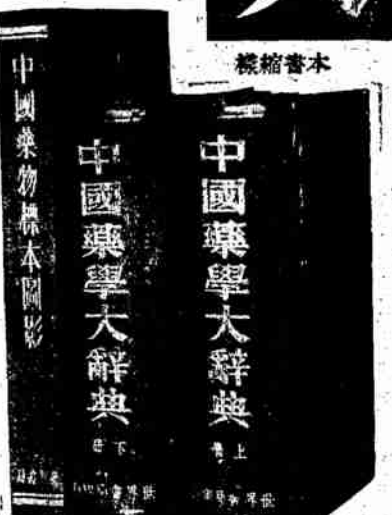 本書縮樣
中國藥學大辭典
上
中國藥學大辭典
下
中國藥物標本圖影